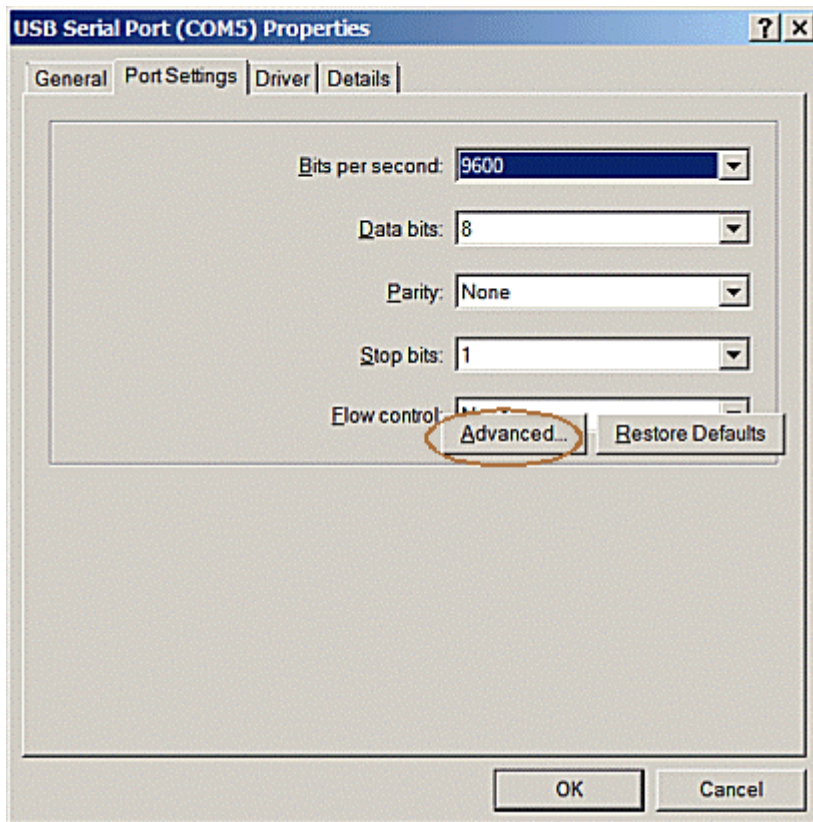 USB Serial Port (COM5) Properties
General Port Settings Driver Details
Bits per second: 9600
Data bits: 8
Parity: None
Stop bits: 1
Flow control:
Advanced... Restore Defaults
OK Cancel